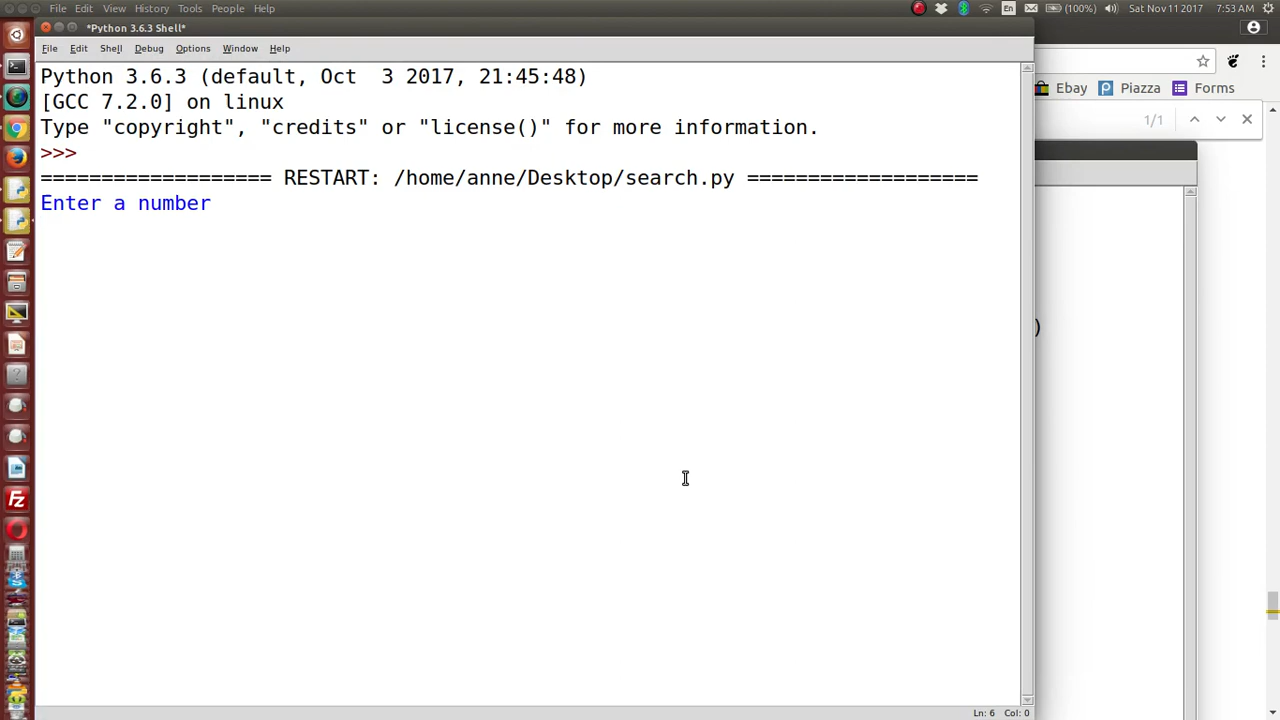 File Edit View History Tools People Help
En (100%) Sat Nov 11 2017 7:53 AM
*Python 3.6.3 Shell*
File Edit Shell Debug Options Window Help
Python 3.6.3 (default, Oct  3 2017, 21:45:48)
[GCC 7.2.0] on linux
Type "copyright", "credits" or "license()" for more information.
>>>
=================== RESTART: /home/anne/Desktop/search.py ===================
Enter a number
Ebay Piazza Forms
1/1
)
Ln: 6 Col: 0